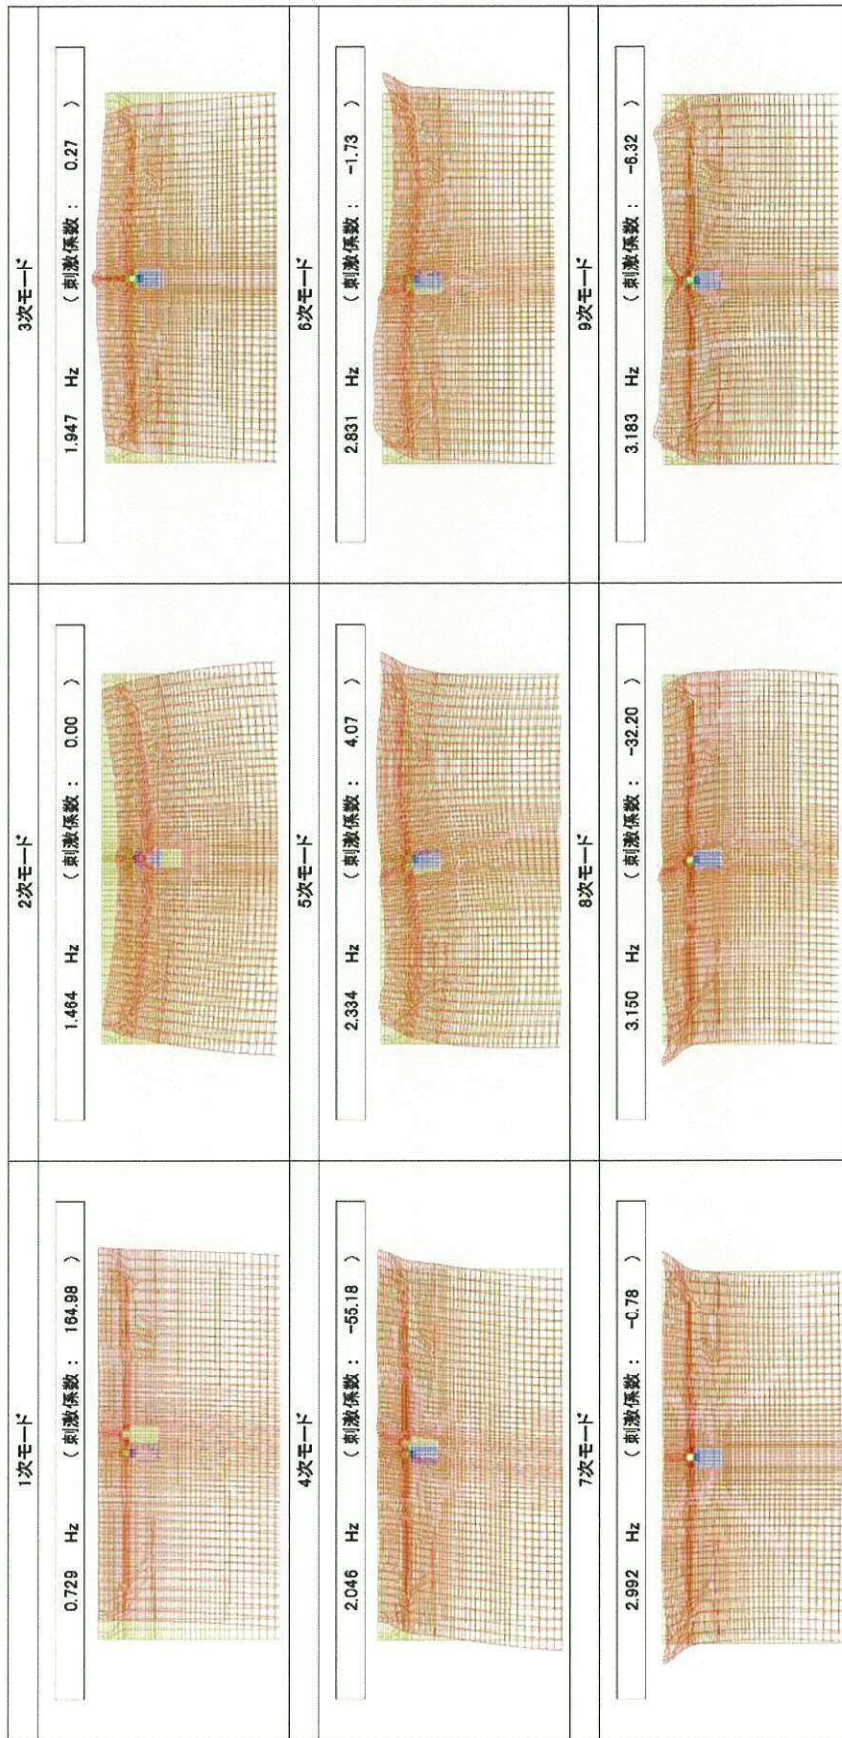 1次モード
0.729 Hz ( 刺激係数 : 164.98 )
2次モード
1.464 Hz ( 刺激係数 : 0.00 )
3次モード
1.947 Hz ( 刺激係数 : 0.27 )
4次モード
2.046 Hz ( 刺激係数 : -55.18 )
5次モード
2.334 Hz ( 刺激係数 : 4.07 )
6次モード
2.831 Hz ( 刺激係数 : -1.73 )
7次モード
2.992 Hz ( 刺激係数 : -0.78 )
8次モード
3.150 Hz ( 刺激係数 : -32.20 )
9次モード
3.183 Hz ( 刺激係数 : -6.32 )